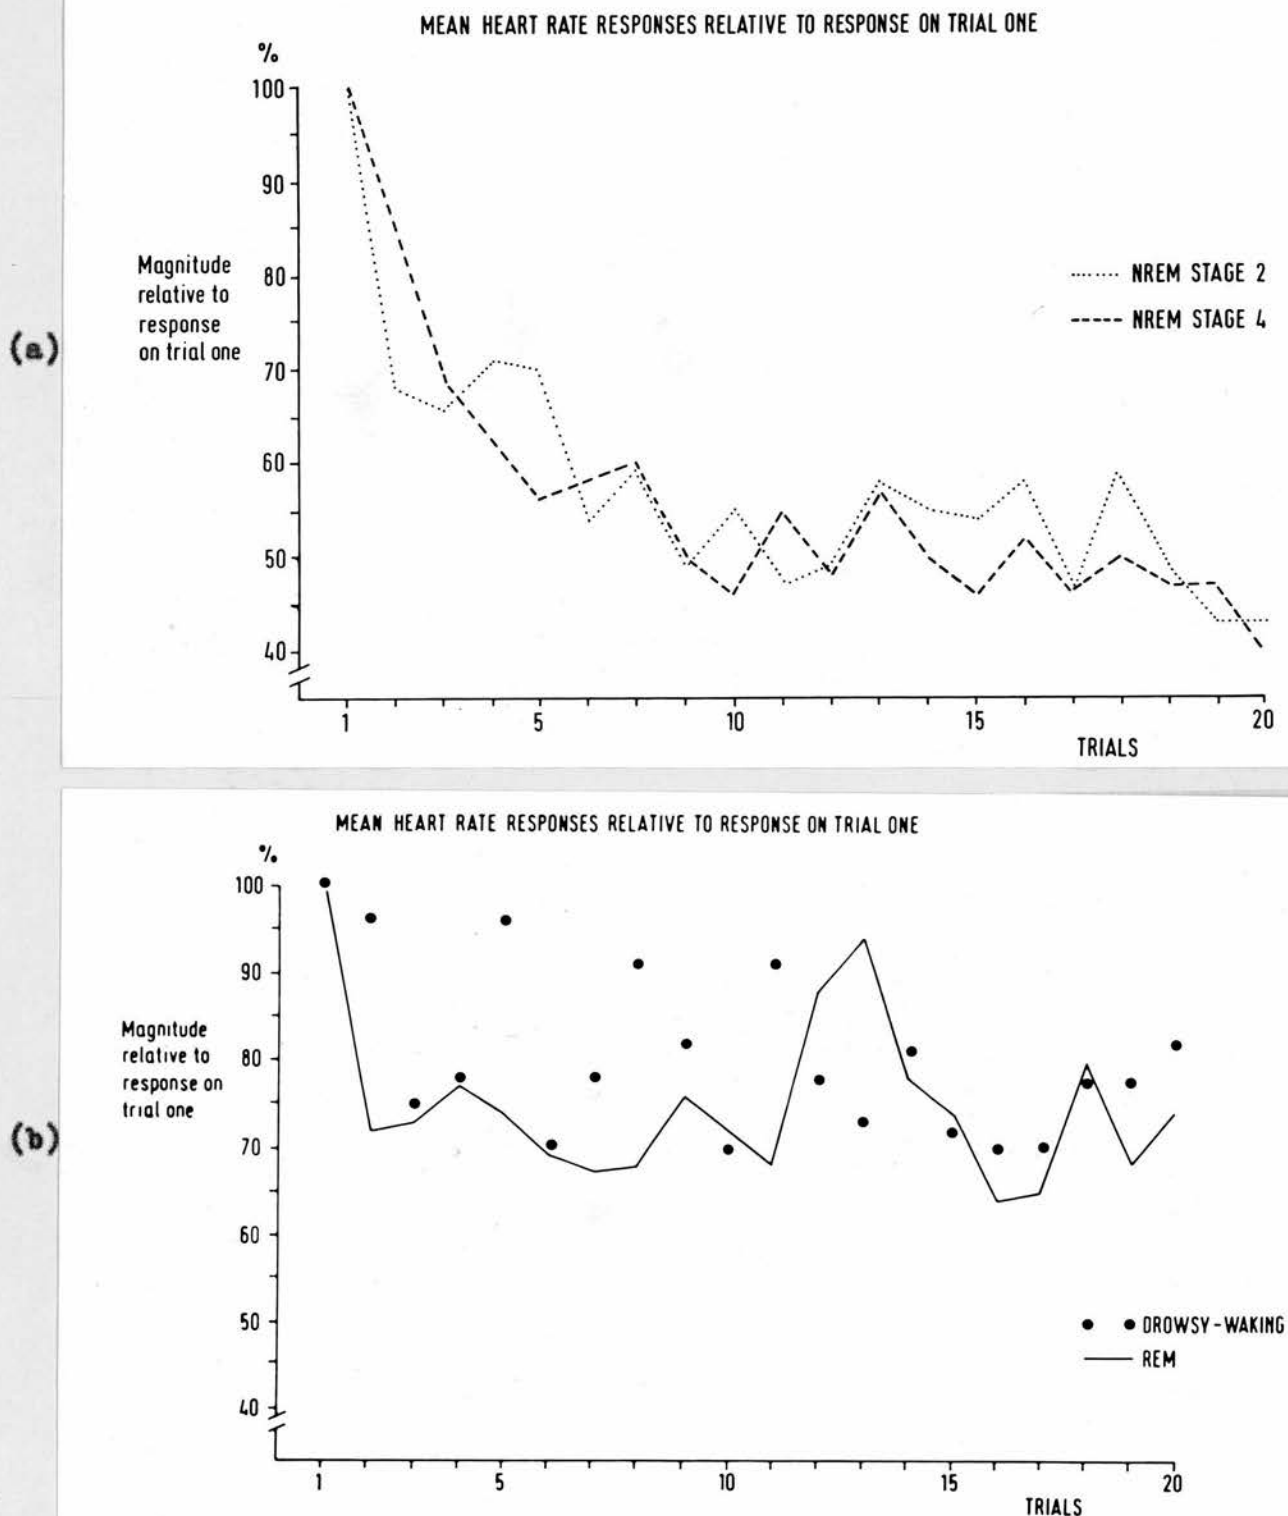 MEAN HEART RATE RESPONSES RELATIVE TO RESPONSE ON TRIAL ONE
%
100
90
80
70
60
50
40
Magnitude
relative to
response
on trial one
(a)
NREM STAGE 2
NREM STAGE 4
1 5 10 15 20
TRIALS
MEAN HEART RATE RESPONSES RELATIVE TO RESPONSE ON TRIAL ONE
%
100
90
80
70
60
50
40
Magnitude
relative to
response on
trial one
(b)
DROWSY-WAKING
REM
1 5 10 15 20
TRIALS